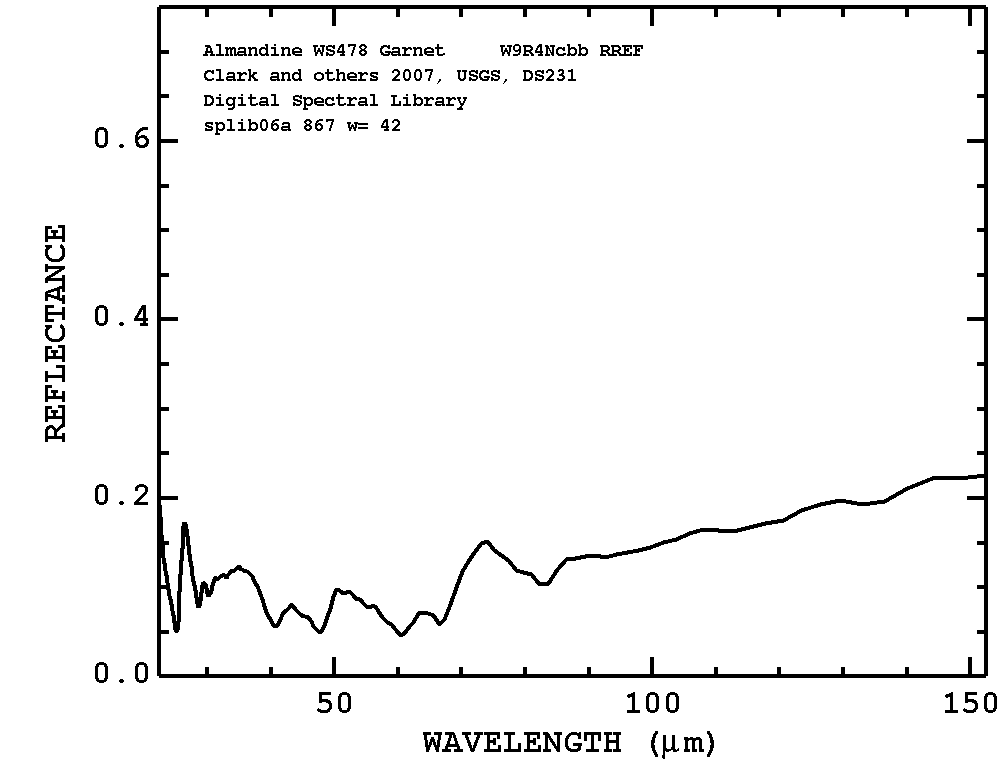 Almandine WS478 Garnet W9R4Ncbb RREF
Clark and others 2007, USGS, DS231
Digital Spectral Library
splib06a 867 w= 42
REFLECTANCE
0.6
0.4
0.2
0.0
50 100 150
WAVELENGTH (μm)